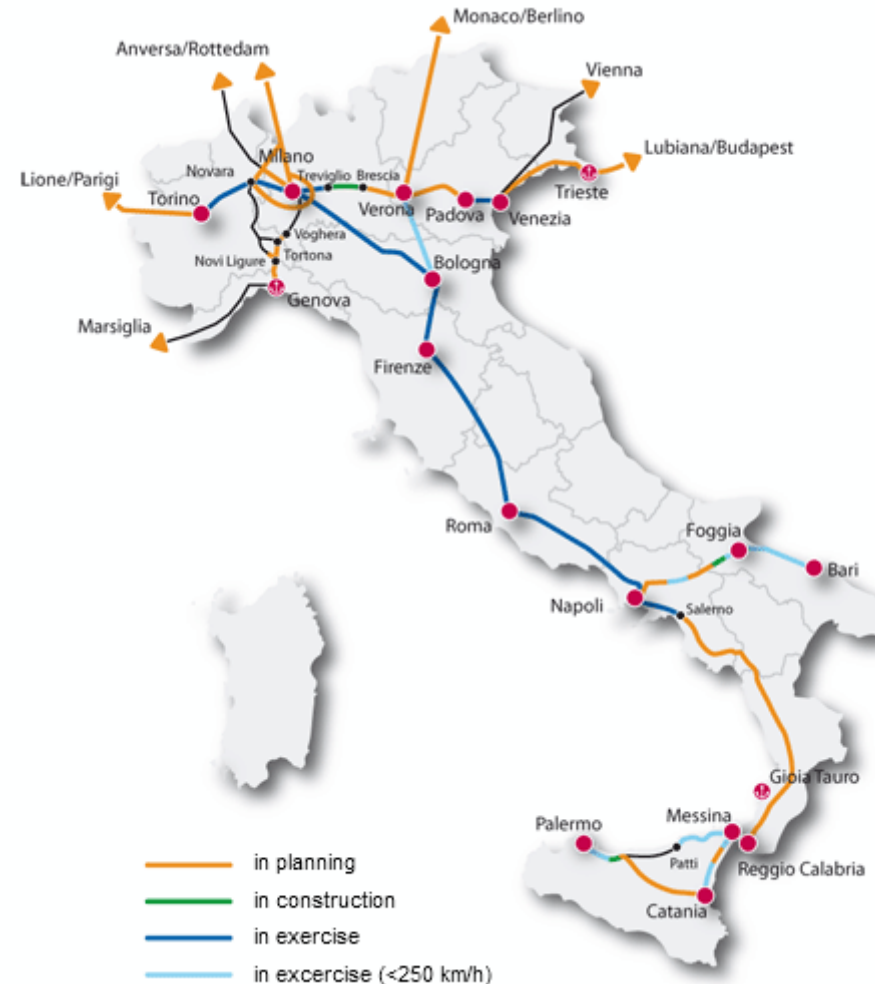 Monaco/Berlino
Anversa/Rottedam
Vienna
Lubiana/Budapest
Milano
Novara
Treviglio
Brescia
Lione/Parigi
Torino
Verona
Padova
Venezia
Trieste
Voghera
Tortona
Novi Ligure
Bologna
Genova
Marsiglia
Firenze
Roma
Foggia
Bari
Napoli
Salerno
Gioia Tauro
Messina
Palermo
Patti
Reggio Calabria
Catania
in planning
in construction
in exercise
in excercise (<250 km/h)